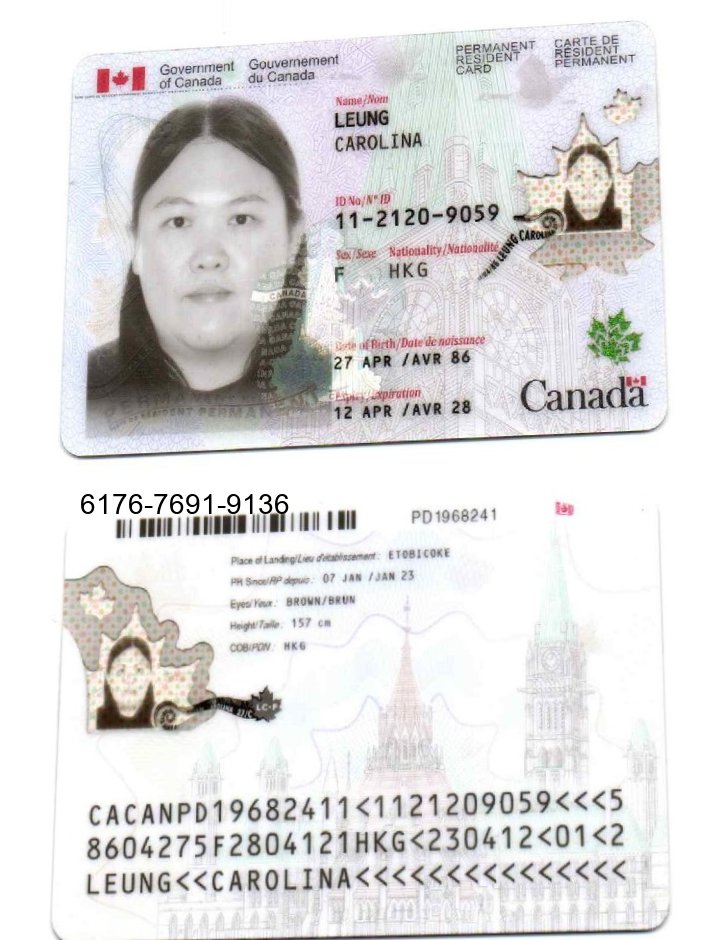 Government
of Canada
Gouvernement
du Canada
PERMANENT
RESIDENT
CARD
CARTE DE
RÉSIDENT
PERMANENT
Name/Nom
LEUNG
CAROLINA
ID No/N° ID
11-2120-9059
Sex/Sexe Nationality/Nationalité
F HKG
LEUNG CAROLIN
CANADA
Date of Birth/Date de naissance
27 APR /AVR 86
Expiry/Expiration
12 APR /AVR 28
Canada
6176-7691-9136
PD1968241
Place of Landing/Lieu d'établissement: ETOBICOKE
PR Since/RP depuis: 07 JAN /JAN 23
Eyes/Yeux: BROWN/BRUN
Height/Taille: 157 cm
COB/PDN: HKG
LC-P
CACANPD19682411<1121209059<<<5
8604275F2804121HKG<230412<01<2
LEUNG<<CAROLINA<<<<<<<<<<<<<<<